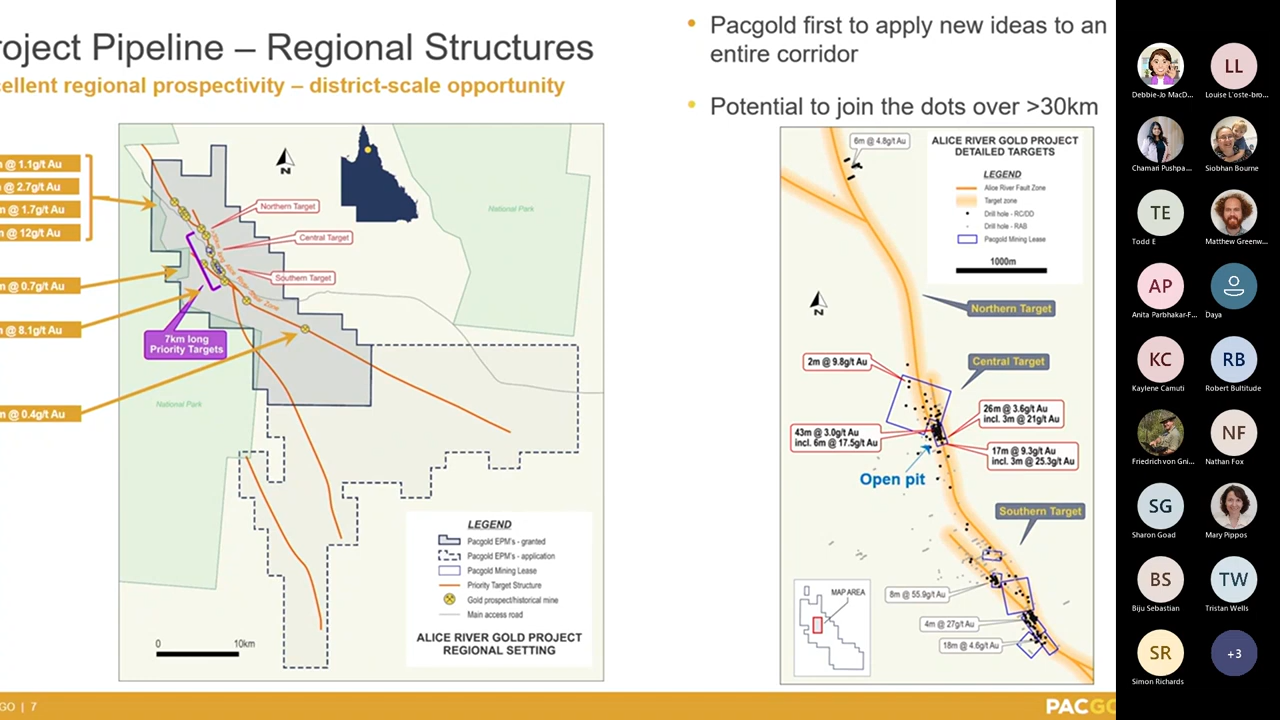 roject Pipeline – Regional Structures
cellent regional prospectivity – district-scale opportunity
m @ 1.1g/t Au
m @ 2.7g/t Au
m @ 1.7g/t Au
m @ 12g/t Au
m @ 0.7g/t Au
m @ 8.1g/t Au
m @ 0.4g/t Au
N
National Park
Northern Target
Central Target
Southern Target
7km long
Priority Targets
National Park
LEGEND
Pacgold EPM's - granted
Pacgold EPM's - application
Pacgold Mining Lease
Priority Target Structure
Gold prospect/historical mine
Main access road
ALICE RIVER GOLD PROJECT
REGIONAL SETTING
0 10km
GO | 7
• Pacgold first to apply new ideas to an
entire corridor
• Potential to join the dots over >30km
6m @ 4.8g/t Au
ALICE RIVER GOLD PROJECT
DETAILED TARGETS
LEGEND
Alice River Fault Zone
Target zone
Drill hole - RC/DD
Drill hole - RAB
Pacgold Mining Lease
1000m
N
Northern Target
Central Target
2m @ 9.8g/t Au
26m @ 3.6g/t Au
incl. 3m @ 21g/t Au
43m @ 3.0g/t Au
incl. 6m @ 17.5g/t Au
17m @ 9.3g/t Au
incl. 3m @ 25.3g/t Au
Open pit
Southern Target
8m @ 55.9g/t Au
4m @ 27g/t Au
18m @ 4.6g/t Au
MAP AREA
PACGO
Debbie-Jo MacD...
LL
Louise L'oste-bro...
Chamari Pushpa...
Siobhan Bourne
TE
Todd E
Matthew Greenw...
AP
Anita Parbhakar-F...
Daya
KC
Kaylene Camuti
RB
Robert Bultitude
Friedrich von Gni...
NF
Nathan Fox
SG
Sharon Goad
Mary Pippos
BS
Biju Sebastian
TW
Tristan Wells
SR
Simon Richards
+3